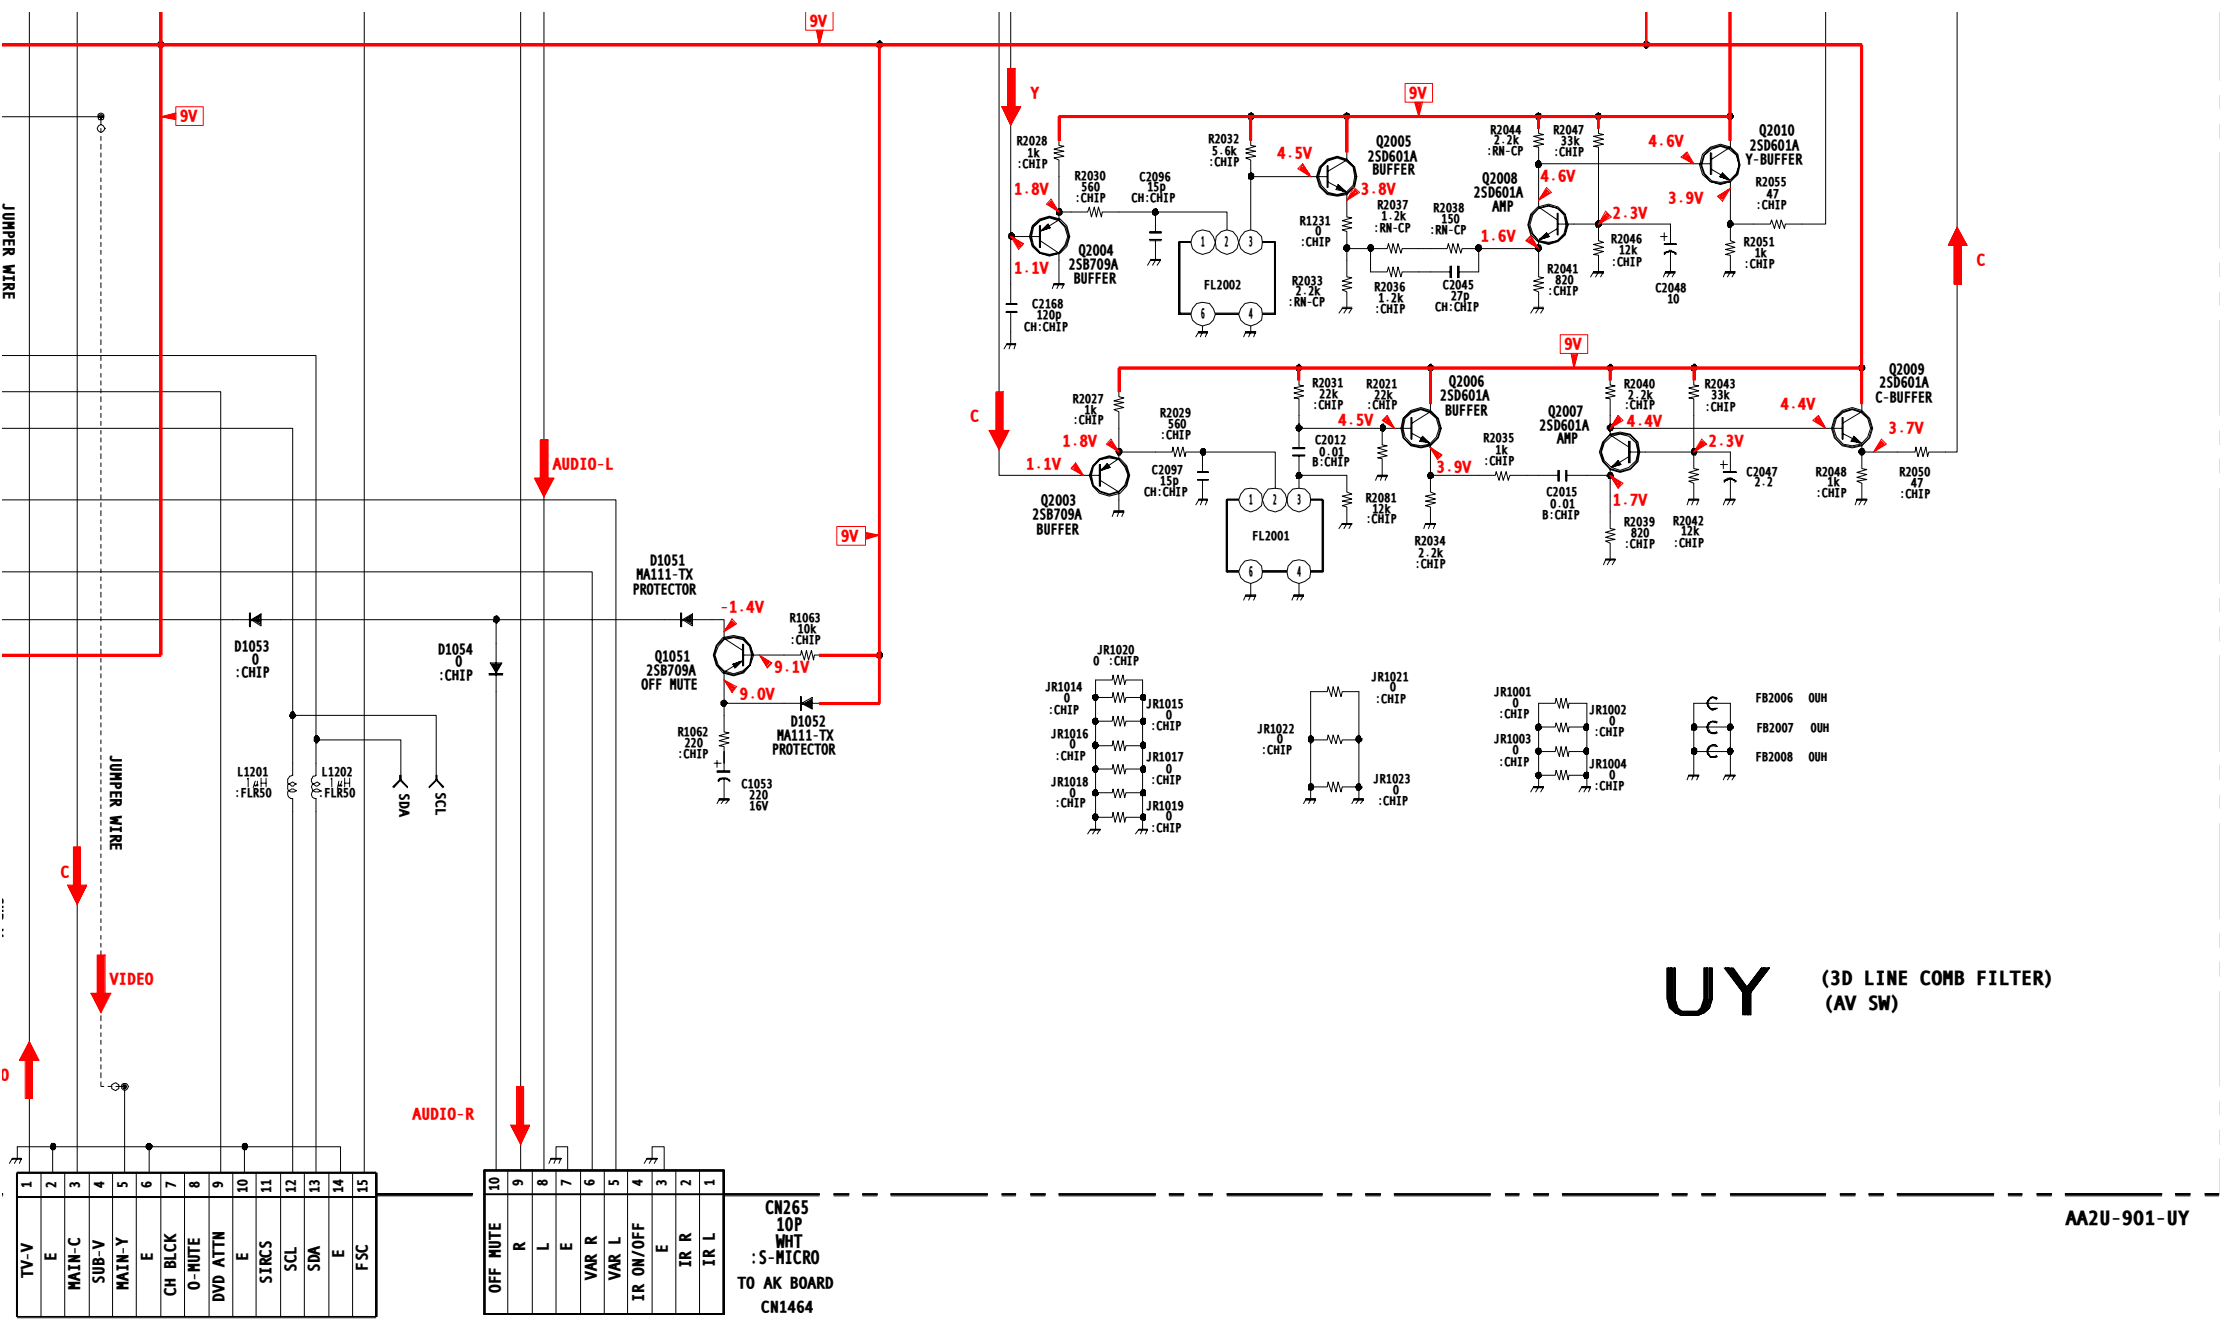 9V
9V
JUMPER WIRE
Y
9V
R2028
1k
:CHIP
1.8V
R2030
560
:CHIP
C2096
15p
CH:CHIP
1.1V
Q2004
2SB709A
BUFFER
C2168
120p
CH:CHIP
R2032
5.6k
:CHIP
4.5V
Q2005
2SD601A
BUFFER
3.8V
1 2 3
FL2002
6 4
R1231
0
:CHIP
R2037
1.2k
:RN-CP
R2038
150
:RN-CP
R2033
2.2k
:RN-CP
R2036
1.2k
:CHIP
C2045
27p
CH:CHIP
R2044
2.2k
:RN-CP
R2047
33k
:CHIP
Q2008
2SD601A
AMP
4.6V
1.6V
2.3V
R2041
820
:CHIP
R2046
12k
:CHIP
+
C2048
10
4.6V
Q2010
2SD601A
Y-BUFFER
3.9V
R2055
47
:CHIP
R2051
1k
:CHIP
C
9V
C
R2027
1k
:CHIP
1.8V
1.1V
R2029
560
:CHIP
C2097
15p
CH:CHIP
Q2003
2SB709A
BUFFER
R2031
22k
:CHIP
R2021
22k
:CHIP
4.5V
Q2006
2SD601A
BUFFER
C2012
0.01
B:CHIP
3.9V
R2081
12k
:CHIP
1 2 3
FL2001
6 4
R2034
2.2k
:CHIP
R2035
1k
:CHIP
C2015
0.01
B:CHIP
Q2007
2SD601A
AMP
R2040
2.2k
:CHIP
R2043
33k
:CHIP
4.4V
2.3V
1.7V
R2039
820
:CHIP
R2042
12k
:CHIP
+
C2047
2.2
4.4V
Q2009
2SD601A
C-BUFFER
3.7V
R2048
1k
:CHIP
R2050
47
:CHIP
AUDIO-L
9V
D1051
MA111-TX
PROTECTOR
-1.4V
R1063
10k
:CHIP
9.1V
Q1051
2SB709A
OFF MUTE
9.0V
D1052
MA111-TX
PROTECTOR
R1062
220
:CHIP
+
C1053
220
16V
D1053
0
:CHIP
D1054
0
:CHIP
L1201
1μH
:FLR50
L1202
1μH
:FLR50
SDA
SCL
JUMPER WIRE
JR1020
0 :CHIP
JR1014
0
:CHIP
JR1015
0
:CHIP
JR1016
0
:CHIP
JR1017
0
:CHIP
JR1018
0
:CHIP
JR1019
0
:CHIP
JR1021
0
:CHIP
JR1022
0
:CHIP
JR1023
0
:CHIP
JR1001
0
:CHIP
JR1002
0
:CHIP
JR1003
0
:CHIP
JR1004
0
:CHIP
FB2006 0UH
FB2007 0UH
FB2008 0UH
C
VIDEO
O
AUDIO-R
UY
(3D LINE COMB FILTER)
(AV SW)
1 2 3 4 5 6 7 8 9 10 11 12 13 14 15
TV-V
E
MAIN-C
SUB-V
MAIN-Y
E
CH BLCK
O-MUTE
DVD ATTN
E
SIRCS
SCL
SDA
E
FSC
10 9 8 7 6 5 4 3 2 1
OFF MUTE
R
L
E
VAR R
VAR L
IR ON/OFF
E
IR R
IR L
CN265
10P
WHT
:S-MICRO
TO AK BOARD
CN1464
AA2U-901-UY